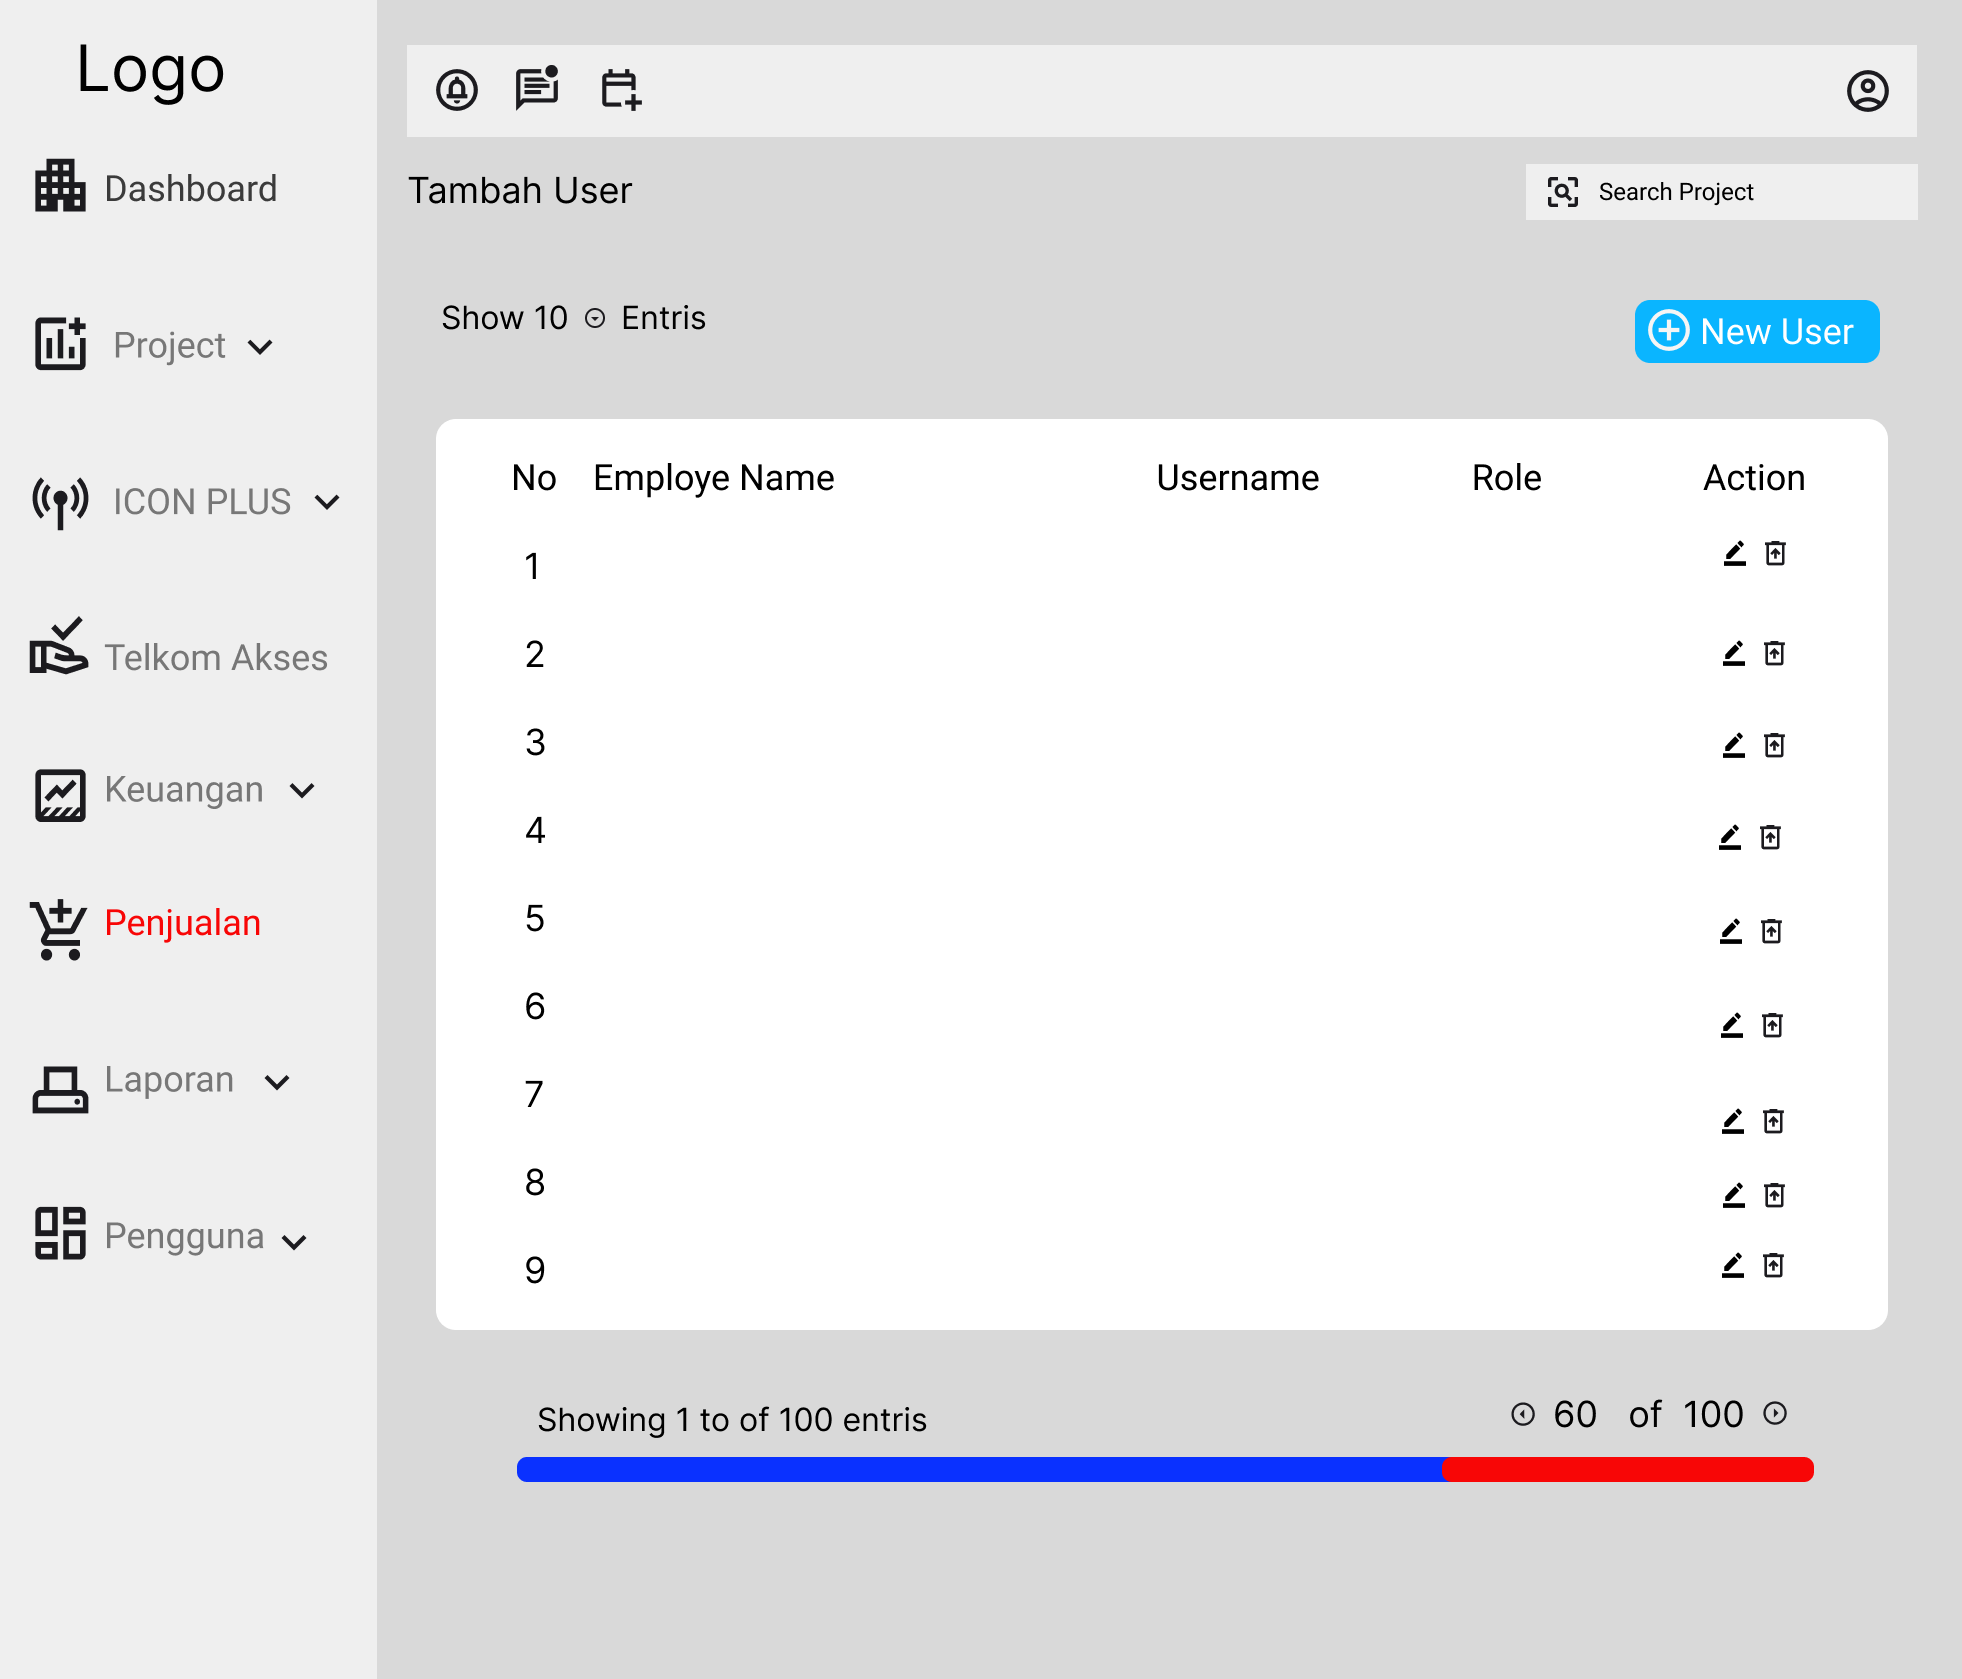 Logo
Dashboard
Project
ICON PLUS
Telkom Akses
Keuangan
Penjualan
Laporan
Pengguna
Tambah User
Search Project
Show 10 Entris
New User
No Employe Name Username Role Action
1
2
3
4
5
6
7
8
9
Showing 1 to of 100 entris
60 of 100